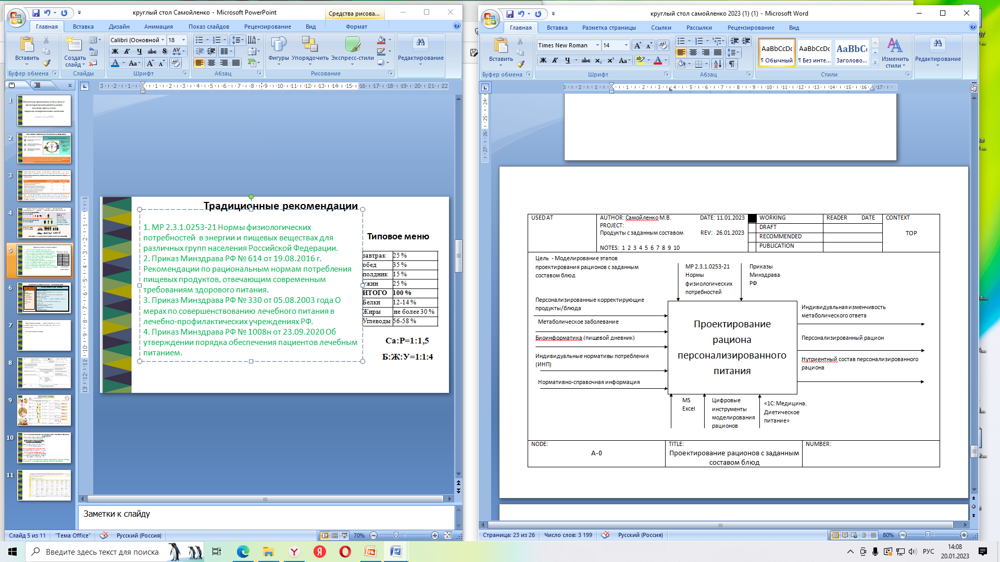 круглый стол Самойленко - Microsoft PowerPoint
Средства рисова...
Главная Вставка Дизайн Анимация Показ слайдов Рецензирование Вид Формат
Calibri (Основной 18
Вставить
Создать слайд
Фигуры Упорядочить Экспресс-стили
Редактирование
Буфер обмена Слайды Шрифт Абзац Рисование
Традиционные рекомендации
1. МР 2.3.1.0253-21 Нормы физиологических
потребностей в энергии и пищевых веществах для
различных групп населения Российской Федерации.
2. Приказ Минздрава РФ № 614 от 19.08.2016 г.
Рекомендации по рациональным нормам потребления
пищевых продуктов, отвечающим современным
требованиям здорового питания.
3. Приказ Минздрава РФ № 330 от 05.08.2003 года О
мерах по совершенствованию лечебного питания в
лечебно-профилактических учреждениях РФ.
4. Приказ Минздрава РФ № 1008н от 23.09.2020 Об
утверждении порядка обеспечения пациентов лечебным
питанием.
Типовое меню
завтрак 25 %
обед 35 %
полдник 15 %
ужин 25 %
ИТОГО 100 %
Белки 12-14 %
Жиры не более 30 %
Углеводы 56-58 %
Ca:P=1:1,5
Б:Ж:У=1:1:4
Заметки к слайду
Слайд 5 из 11 "Тема Office" Русский (Россия) 70%
круглый стол самойленко 2023 (1) (1) - Microsoft Word
Главная Вставка Разметка страницы Ссылки Рассылки Рецензирование Вид
Times New Roman 14
Вставить
AaBbCcDc AaBbCcDc AaBbCc
¶ Обычный ¶ Без инте... Заголово...
Изменить стили
Редактирование
Буфер обмена Шрифт Абзац Стили
USED AT
AUTHOR: Самойленко М.В. DATE: 11.01.2023
PROJECT:
Продукты с заданным составом REV: 26.01.2023
NOTES: 1 2 3 4 5 6 7 8 9 10
WORKING
DRAFT
RECOMMENDED
PUBLICATION
READER DATE
CONTEXT
TOP
Цель - Моделирование этапов
проектирования рационов с заданным
составом блюд
МР 2.3.1.0253-21
Нормы
физиологических
потребностей
Приказы
Минздрава
РФ
Персонализированные корректирующие
продукты/блюда
Метаболическое заболевание
Биоинформатика (пищевой дневник)
Индивидуальные нормативы потребления
(ИНП)
Нормативно-справочная информация
Проектирование
рациона
персонализированного
питания
Индивидуальная изменчивость
метаболического ответа
Персонализированный рацион
Нутриентный состав персонализированного
рациона
MS
Excel
Цифровые
инструменты
моделирования
рационов
«1С: Медицина.
Диетическое
питание»
NODE:
A-0
TITLE:
Проектирование рационов с заданным
составом блюд
NUMBER:
Страница: 23 из 26 Число слов: 3 199 Русский (Россия) 80%
Введите здесь текст для поиска
РУС
14:08
20.01.2023